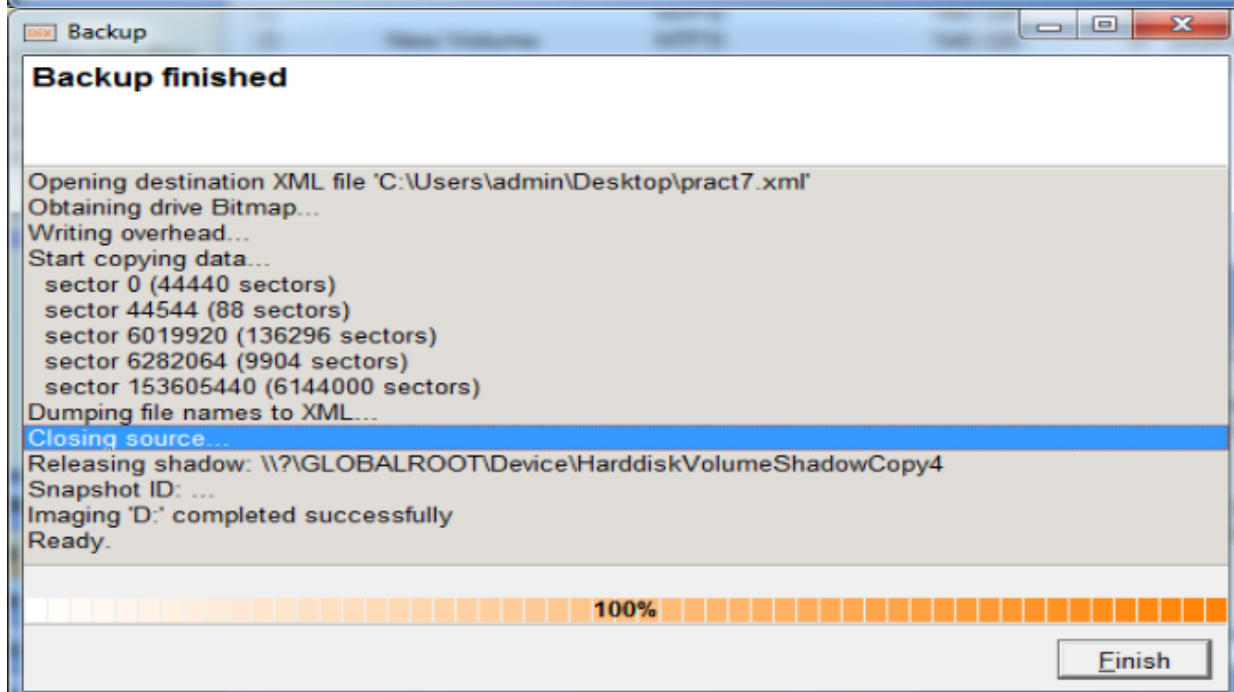 DiX Backup
Backup finished
Opening destination XML file 'C:\Users\admin\Desktop\pract7.xml'
Obtaining drive Bitmap...
Writing overhead...
Start copying data...
sector 0 (44440 sectors)
sector 44544 (88 sectors)
sector 6019920 (136296 sectors)
sector 6282064 (9904 sectors)
sector 153605440 (6144000 sectors)
Dumping file names to XML...
Closing source...
Releasing shadow: \\?\GLOBALROOT\Device\HarddiskVolumeShadowCopy4
Snapshot ID: ...
Imaging 'D:' completed successfully
Ready.
100%
Finish